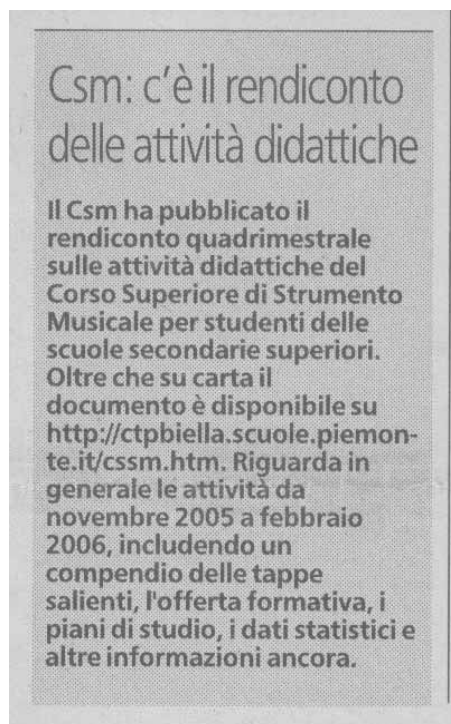 Csm: c'è il rendiconto
delle attività didattiche
Il Csm ha pubblicato il
rendiconto quadrimestrale
sulle attività didattiche del
Corso Superiore di Strumento
Musicale per studenti delle
scuole secondarie superiori.
Oltre che su carta il
documento è disponibile su
http://ctpbiella.scuole.piemon-
te.it/cssm.htm. Riguarda in
generale le attività da
novembre 2005 a febbraio
2006, includendo un
compendio delle tappe
salienti, l'offerta formativa, i
piani di studio, i dati statistici e
altre informazioni ancora.